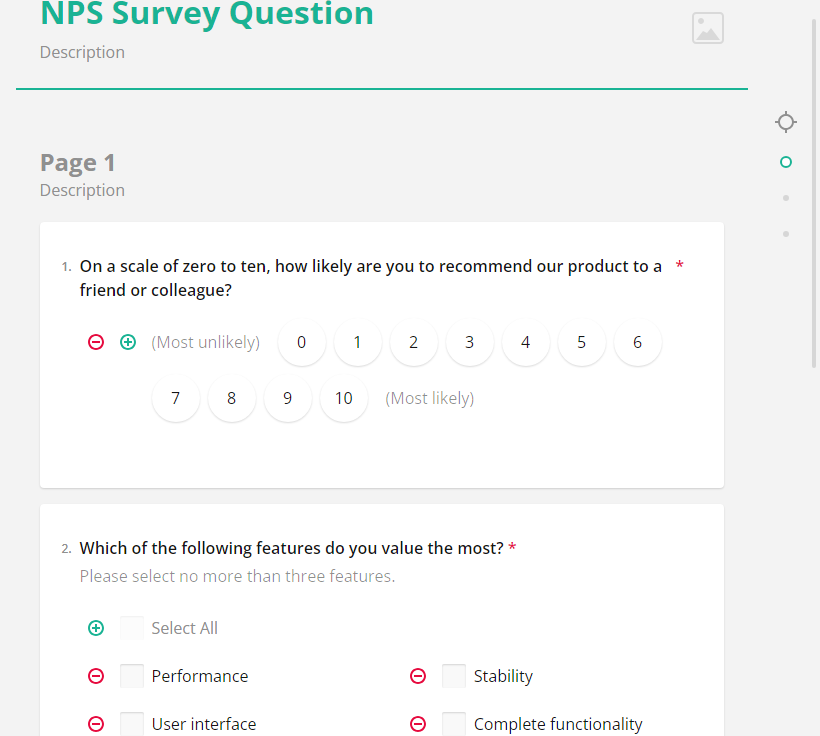 NPS Survey Question
Description
Page 1
Description
1. On a scale of zero to ten, how likely are you to recommend our product to a *
friend or colleague?
(Most unlikely) 0 1 2 3 4 5 6
7 8 9 10 (Most likely)
2. Which of the following features do you value the most? *
Please select no more than three features.
Select All
Performance Stability
User interface Complete functionality